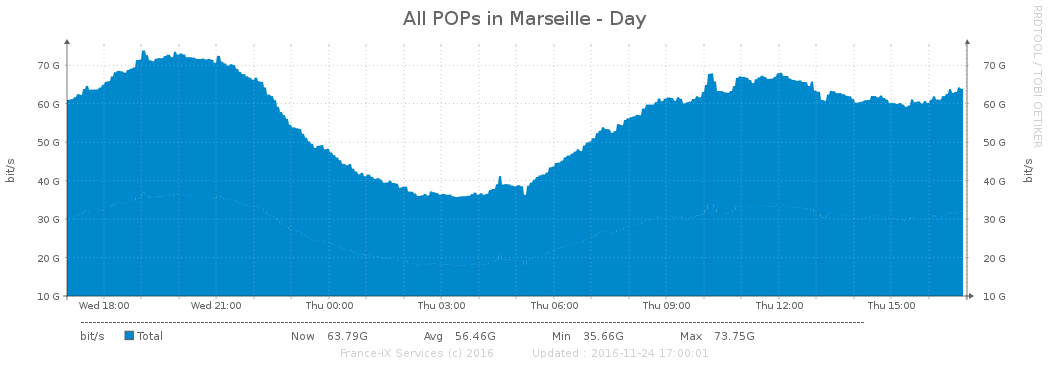 All POPs in Marseille - Day
RRDTOOL / TOBI OETIKER
bit/s
bit/s
70 G 70 G
60 G 60 G
50 G 50 G
40 G 40 G
30 G 30 G
20 G 20 G
10 G 10 G
Wed 18:00 Wed 21:00 Thu 00:00 Thu 03:00 Thu 06:00 Thu 09:00 Thu 12:00 Thu 15:00
bit/s Total Now 63.79G Avg 56.46G Min 35.66G Max 73.75G
France-IX Services (c) 2016 Updated : 2016-11-24 17:00:01